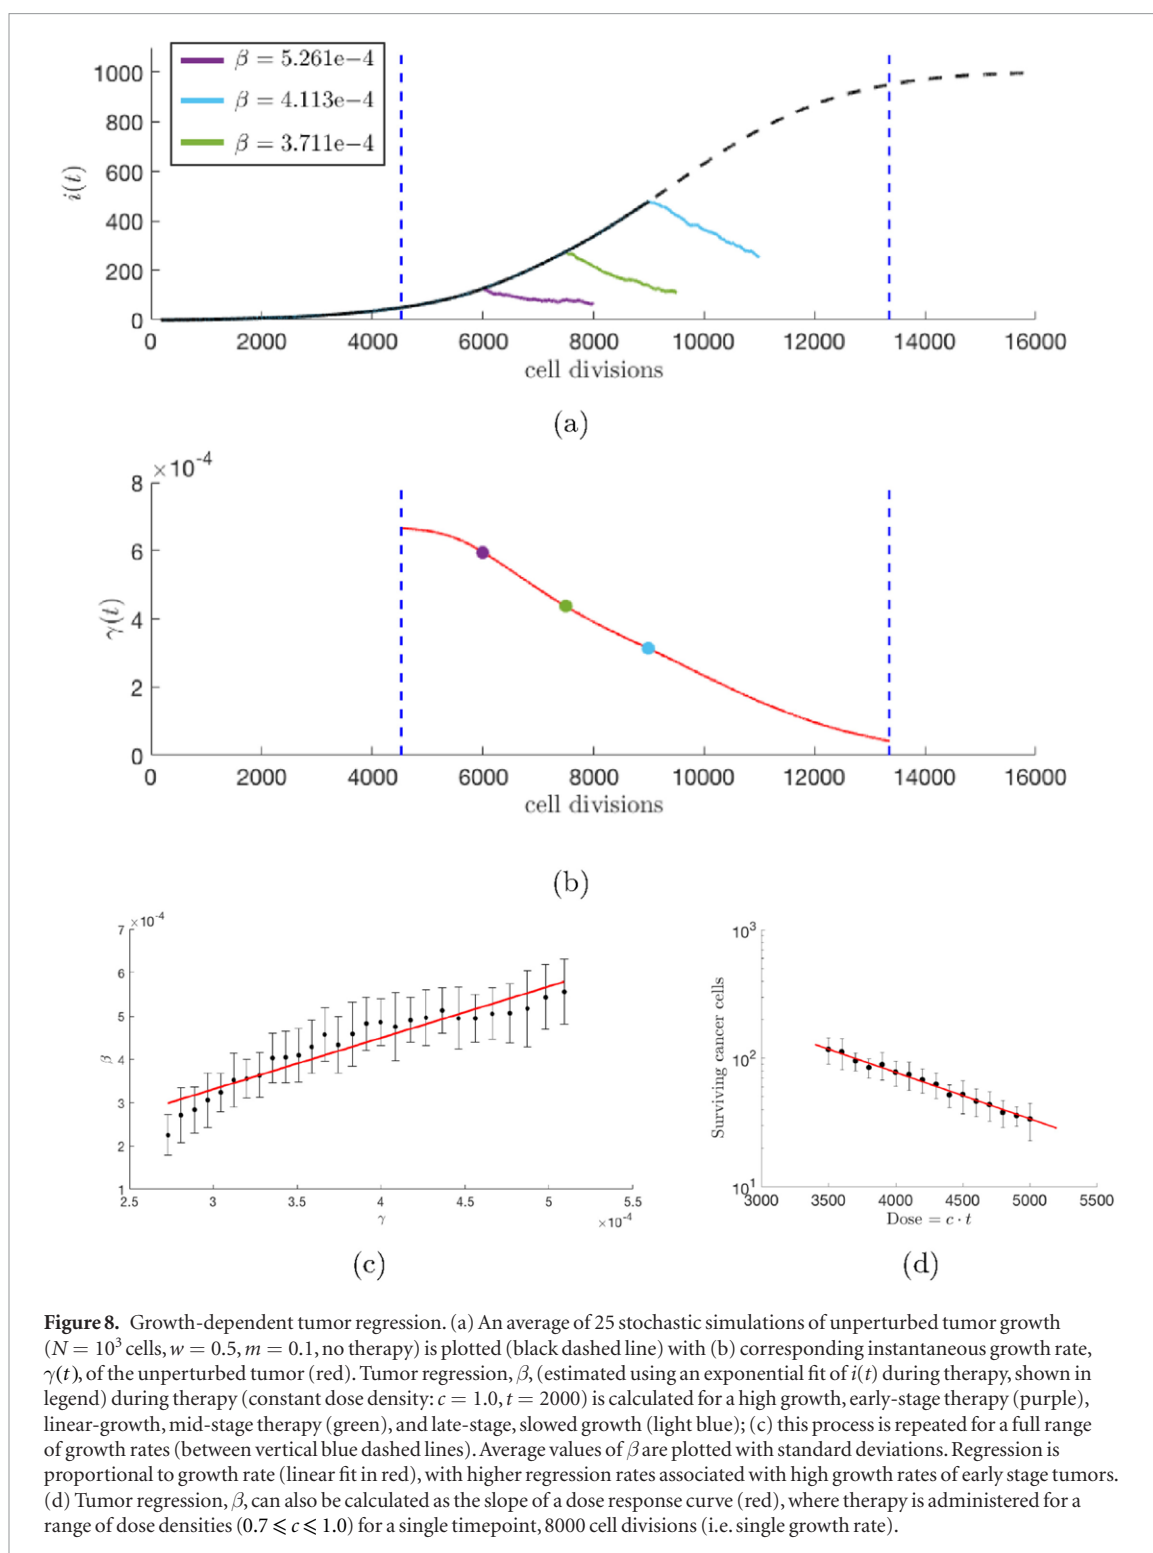 β = 5.261e−4
β = 4.113e−4
β = 3.711e−4
1000
800
600
400
200
0
i(t)
0 2000 4000 6000 8000 10000 12000 14000 16000
cell divisions
(a)
×10⁻⁴
8
6
4
2
0
γ(t)
0 2000 4000 6000 8000 10000 12000 14000 16000
cell divisions
(b)
×10⁻⁴
7
6
5
4
3
2
1
β
2.5 3 3.5 4 4.5 5 5.5
γ
×10⁻⁴
(c)
10³
10²
10¹
Surviving cancer cells
3000 3500 4000 4500 5000 5500
Dose = c · t
(d)
Figure 8. Growth-dependent tumor regression. (a) An average of 25 stochastic simulations of unperturbed tumor growth
(N = 10³ cells, w = 0.5, m = 0.1, no therapy) is plotted (black dashed line) with (b) corresponding instantaneous growth rate,
γ(t), of the unperturbed tumor (red). Tumor regression, β, (estimated using an exponential fit of i(t) during therapy, shown in
legend) during therapy (constant dose density: c = 1.0, t = 2000) is calculated for a high growth, early-stage therapy (purple),
linear-growth, mid-stage therapy (green), and late-stage, slowed growth (light blue); (c) this process is repeated for a full range
of growth rates (between vertical blue dashed lines). Average values of β are plotted with standard deviations. Regression is
proportional to growth rate (linear fit in red), with higher regression rates associated with high growth rates of early stage tumors.
(d) Tumor regression, β, can also be calculated as the slope of a dose response curve (red), where therapy is administered for a
range of dose densities (0.7 ⩽ c ⩽ 1.0) for a single timepoint, 8000 cell divisions (i.e. single growth rate).